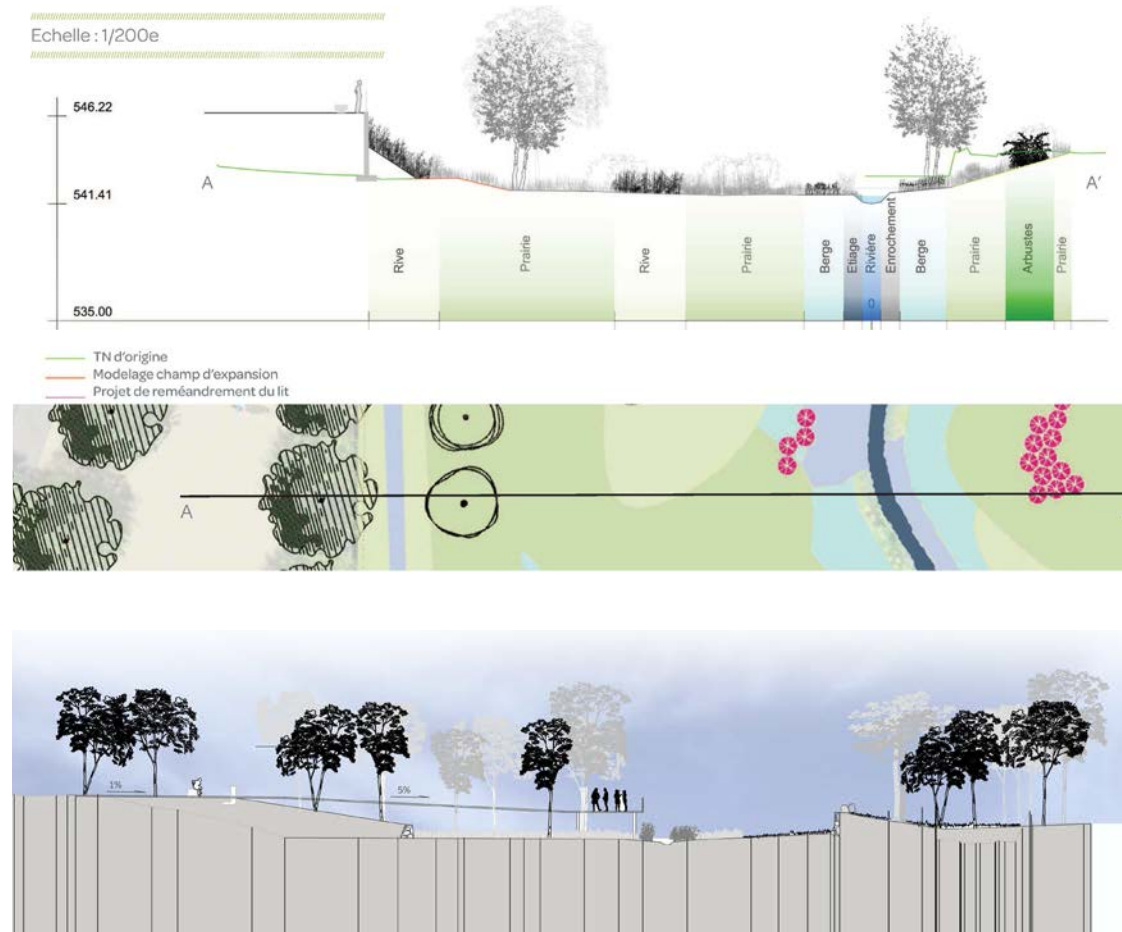 Echelle : 1/200e
546.22
541.41
535.00
A
A'
Rive
Prairie
Rive
Prairie
Berge
Etiage
Rivière
0
Enrochement
Berge
Prairie
Arbustes
Prairie
TN d'origine
Modelage champ d'expansion
Projet de reméandrement du lit
A
1%
5%